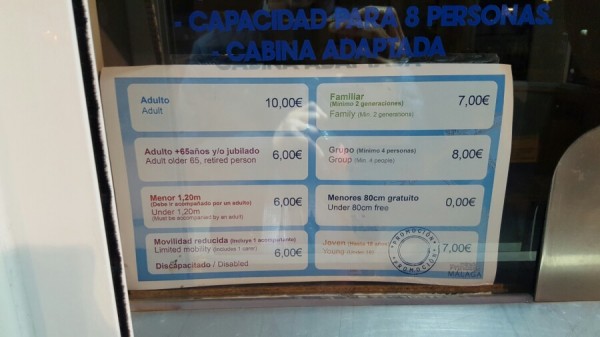 - CAPACIDAD PARA 8 PERSONAS.
- CABINA ADAPTADA
Adulto
Adult
10,00€
Adulto +65años y/o jubilado
Adult older 65, retired person
6,00€
Menor 1,20m
(Debe ir acompañado por un adulto)
Under 1,20m
(Must be accompanied by an adult)
6,00€
Movilidad reducida (Incluye 1 acompañante)
Limited mobility (Includes 1 carer)
Discapacitado / Disabled
6,00€
Familiar
(Mínimo 2 generaciones)
Family (Min. 2 generations)
7,00€
Grupo (Mínimo 4 personas)
Group (Min. 4 people)
8,00€
Menores 80cm gratuito
Under 80cm free
0,00€
Joven
Young
PROMOCIÓN
PROMOCIÓN
7,00€
MALAGA